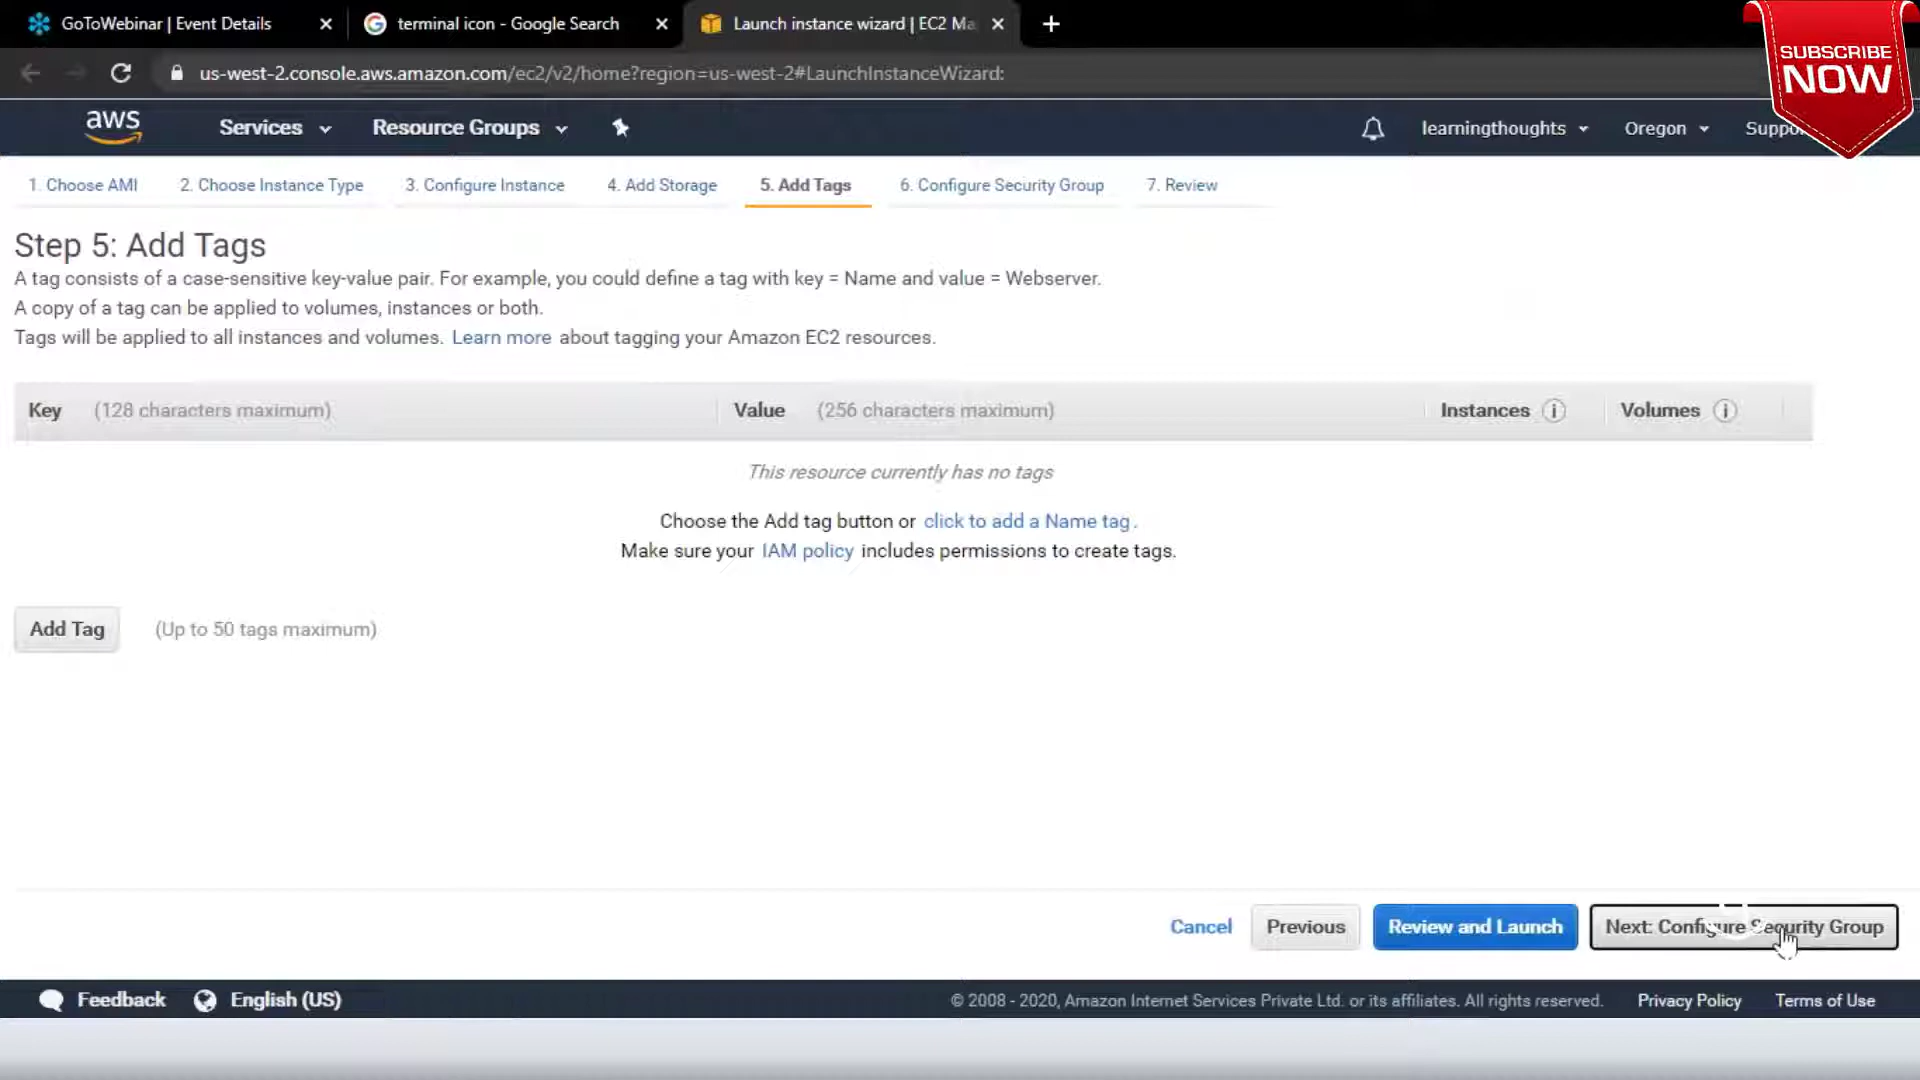 GoToWebinar | Event Details
terminal icon - Google Search
Launch instance wizard | EC2 Ma
us-west-2.console.aws.amazon.com/ec2/v2/home?region=us-west-2#LaunchInstanceWizard:
SUBSCRIBE
NOW
aws
Services
Resource Groups
learningthoughts
Oregon
Suppo
1. Choose AMI
2. Choose Instance Type
3. Configure Instance
4. Add Storage
5. Add Tags
6. Configure Security Group
7. Review
Step 5: Add Tags
A tag consists of a case-sensitive key-value pair. For example, you could define a tag with key = Name and value = Webserver.
A copy of a tag can be applied to volumes, instances or both.
Tags will be applied to all instances and volumes. Learn more about tagging your Amazon EC2 resources.
Key (128 characters maximum)
Value (256 characters maximum)
Instances
Volumes
This resource currently has no tags
Choose the Add tag button or click to add a Name tag.
Make sure your IAM policy includes permissions to create tags.
Add Tag
(Up to 50 tags maximum)
Cancel
Previous
Review and Launch
Next: Configure Security Group
Feedback
English (US)
© 2008 - 2020, Amazon Internet Services Private Ltd. or its affiliates. All rights reserved.
Privacy Policy
Terms of Use